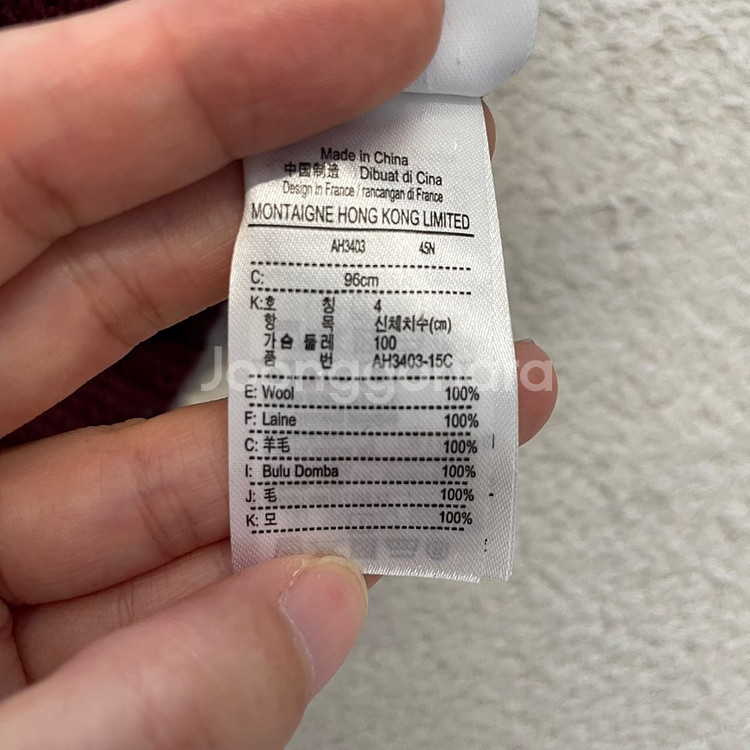 Made in China
中国制造 Dibuat di Cina
Design in France / rancangan di France
MONTAIGNE HONG KONG LIMITED
AH3403 45N
C: 96cm
K:호 칭 4
항 목 신체치수(cm)
가슴 둘레 100
품 번 AH3403-15C
Joonggonara
E: Wool 100%
F: Laine 100%
C: 羊毛 100%
I: Bulu Domba 100%
J: 毛 100%
K: 모 100%